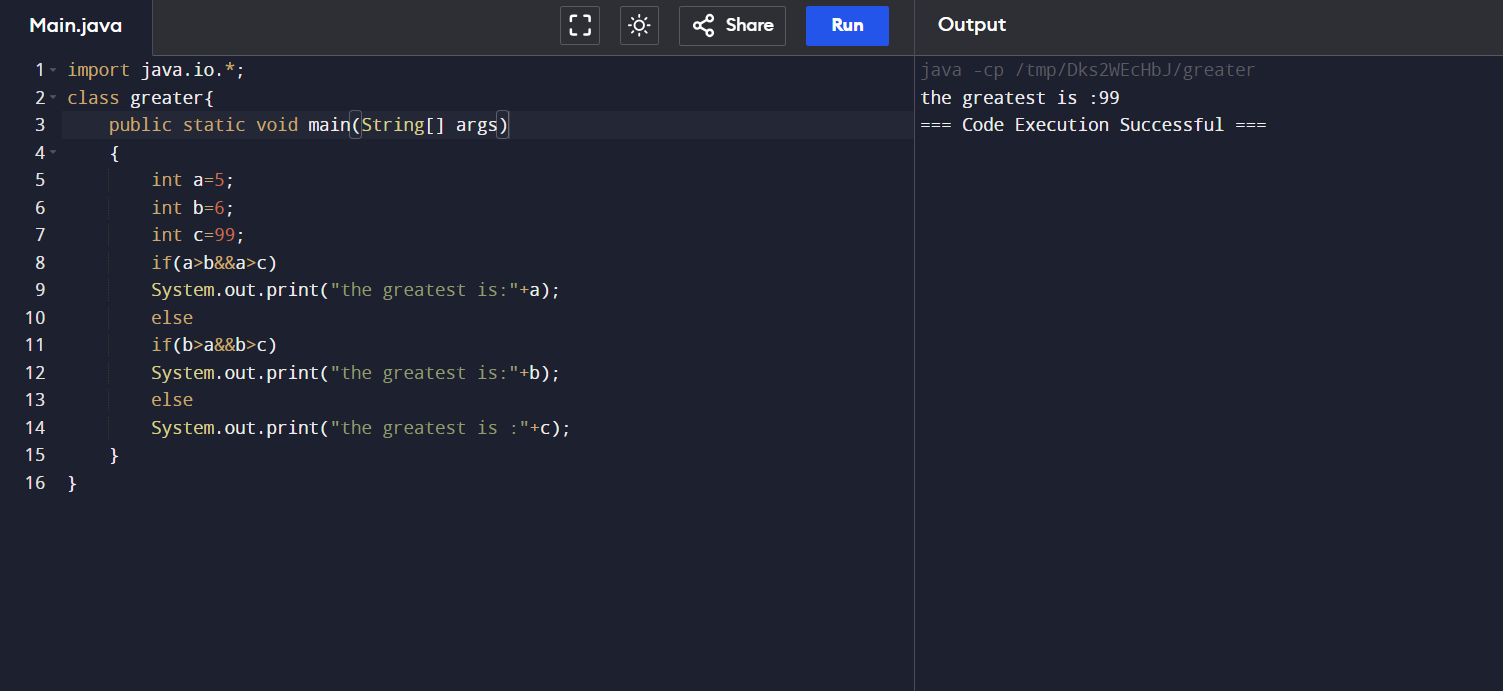 Main.java
Share
Run
Output
1 import java.io.*;
2 class greater{
3 public static void main(String[] args)
4 {
5 int a=5;
6 int b=6;
7 int c=99;
8 if(a>b&&a>c)
9 System.out.print("the greatest is:"+a);
10 else
11 if(b>a&&b>c)
12 System.out.print("the greatest is:"+b);
13 else
14 System.out.print("the greatest is :"+c);
15 }
16 }
java -cp /tmp/Dks2WEcHbJ/greater
the greatest is :99
=== Code Execution Successful ===